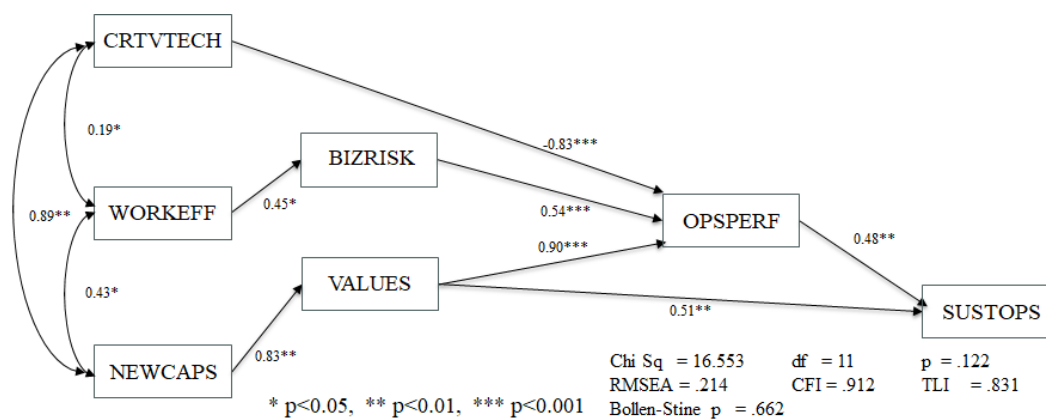 CRTVTECH
-0.83***
0.19*
BIZRISK
0.89**
WORKEFF
0.45*
0.54***
OPSPERF
0.90***
0.48**
0.43*
VALUES
0.51**
SUSTOPS
NEWCAPS
0.83**
Chi Sq = 16.553 df = 11 p = .122
RMSEA = .214 CFI = .912 TLI = .831
Bollen-Stine p = .662
* p<0.05, ** p<0.01, *** p<0.001